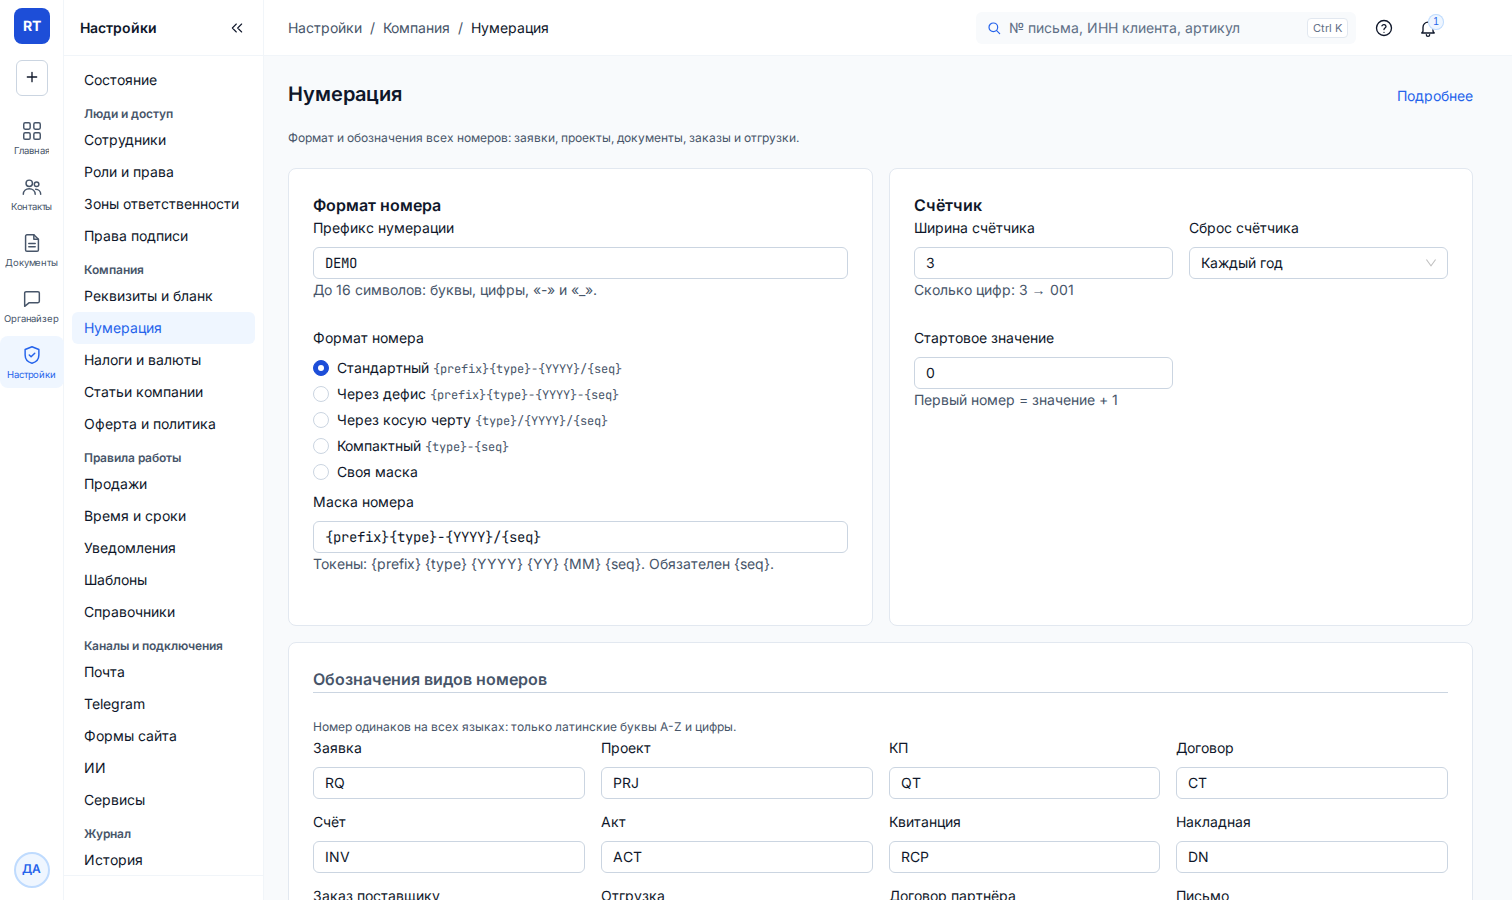 RT
Главная
Контакты
Документы
Органайзер
Настройки
ДА
Настройки
Состояние
Люди и доступ
Сотрудники
Роли и права
Зоны ответственности
Права подписи
Компания
Реквизиты и бланк
Нумерация
Налоги и валюты
Статьи компании
Оферта и политика
Правила работы
Продажи
Время и сроки
Уведомления
Шаблоны
Справочники
Каналы и подключения
Почта
Telegram
Формы сайта
ИИ
Сервисы
Журнал
История
Настройки / Компания / Нумерация
№ письма, ИНН клиента, артикул Ctrl K
1
Нумерация
Подробнее
Формат и обозначения всех номеров: заявки, проекты, документы, заказы и отгрузки.
Формат номера
Префикс нумерации
DEMO
До 16 символов: буквы, цифры, «-» и «_».
Формат номера
Стандартный {prefix}{type}-{YYYY}/{seq}
Через дефис {prefix}{type}-{YYYY}-{seq}
Через косую черту {type}/{YYYY}/{seq}
Компактный {type}-{seq}
Своя маска
Маска номера
{prefix}{type}-{YYYY}/{seq}
Токены: {prefix} {type} {YYYY} {YY} {MM} {seq}. Обязателен {seq}.
Счётчик
Ширина счётчика Сброс счётчика
3 Каждый год
Сколько цифр: 3 → 001
Стартовое значение
0
Первый номер = значение + 1
Обозначения видов номеров
Номер одинаков на всех языках: только латинские буквы A-Z и цифры.
Заявка Проект КП Договор
RQ PRJ QT CT
Счёт Акт Квитанция Накладная
INV ACT RCP DN
Заказ поставщику Отгрузка Договор партнёра Письмо